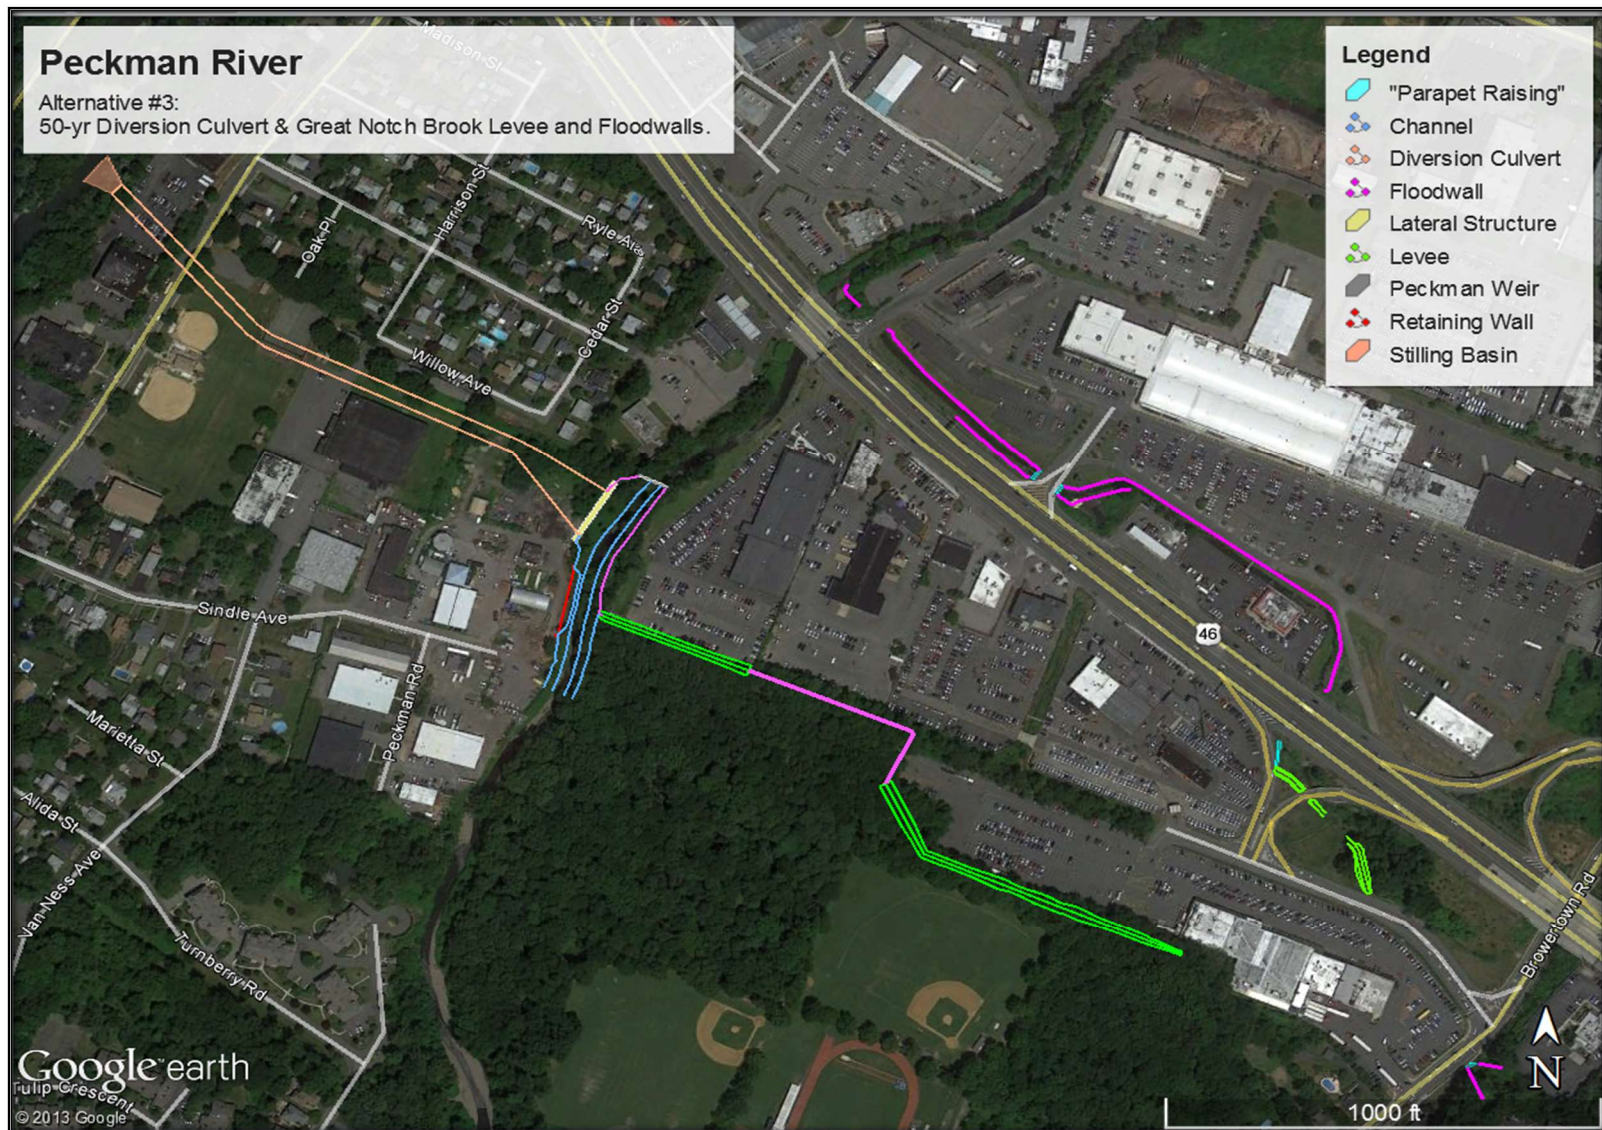 Peckman River
Alternative #3:
50-yr Diversion Culvert & Great Notch Brook Levee and Floodwalls.
Legend
"Parapet Raising"
Channel
Diversion Culvert
Floodwall
Lateral Structure
Levee
Peckman Weir
Retaining Wall
Stilling Basin
Madison St
Harrison St
Oak Pl
Ryle Ave
Cedar St
Willow Ave
46
Sindle Ave
Peckman Rd
Marietta St
Alida St
Van Ness Ave
Turnberry Rd
Browertown Rd
Google earth
Tulip Crescent
© 2013 Google
N
1000 ft